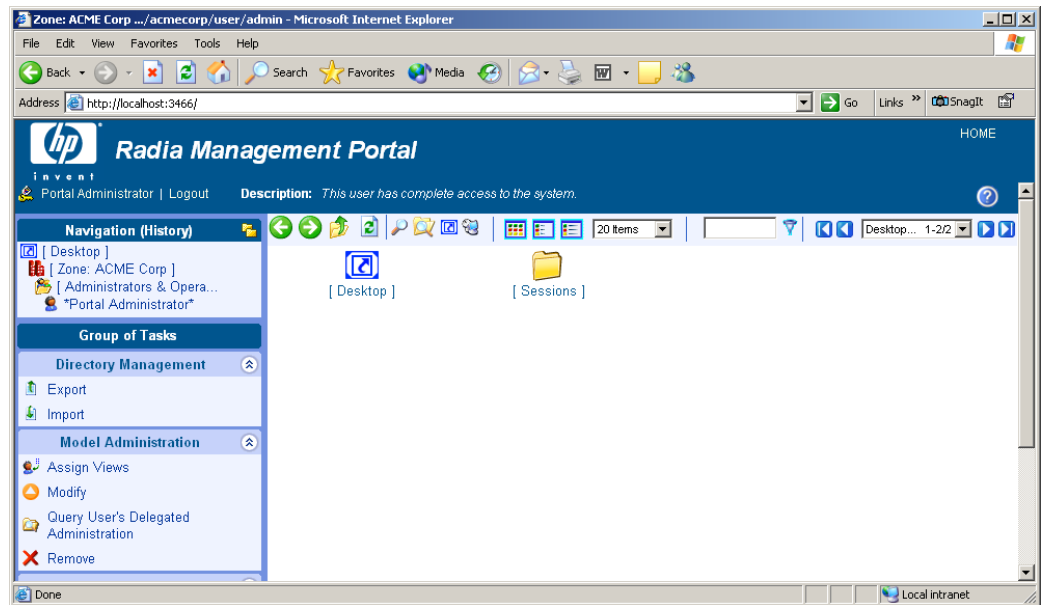 Zone: ACME Corp .../acmecorp/user/admin - Microsoft Internet Explorer
File Edit View Favorites Tools Help
Back Search Favorites Media
Address http://localhost:3466/ Go Links » SnagIt
hp
invent
Radia Management Portal
HOME
Portal Administrator | Logout Description: This user has complete access to the system.
Navigation (History)
20 Items
Desktop... 1-2/2
[ Desktop ]
[ Zone: ACME Corp ]
[ Administrators & Opera...
*Portal Administrator*
[ Desktop ] [ Sessions ]
Group of Tasks
Directory Management
Export
Import
Model Administration
Assign Views
Modify
Query User's Delegated
Administration
Remove
Done
Local intranet